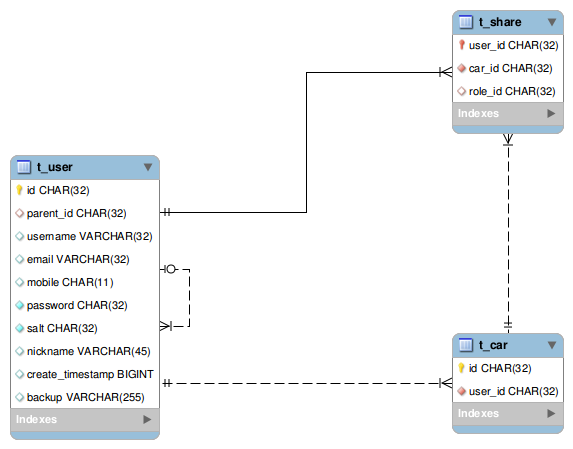 t_share
user_id CHAR(32)
car_id CHAR(32)
role_id CHAR(32)
Indexes
t_user
id CHAR(32)
parent_id CHAR(32)
username VARCHAR(32)
email VARCHAR(32)
mobile CHAR(11)
password CHAR(32)
salt CHAR(32)
nickname VARCHAR(45)
create_timestamp BIGINT
backup VARCHAR(255)
Indexes
t_car
id CHAR(32)
user_id CHAR(32)
Indexes